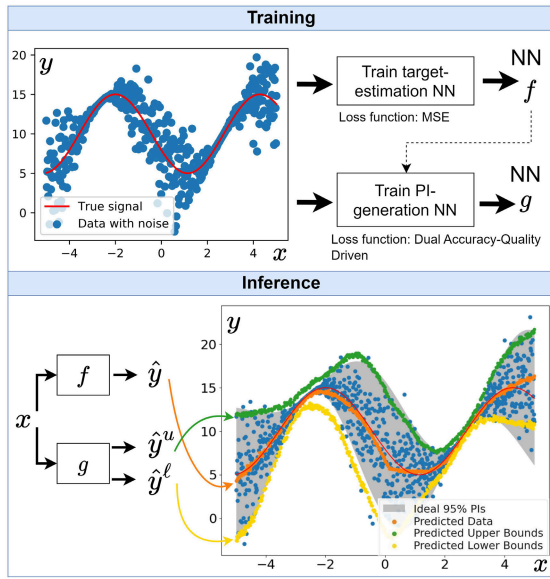 Training
y
20
15
10
5
0
True signal
Data with noise
−4
−2
0
2
4
x
Train target-
estimation NN
Loss function: MSE
NN
f
Train PI-
generation NN
Loss function: Dual Accuracy-Quality
Driven
NN
g
Inference
x
f
g
ŷ
ŷᵘ
ŷˡ
y
20
15
10
5
0
Ideal 95% PIs
Predicted Data
Predicted Upper Bounds
Predicted Lower Bounds
−4
−2
0
2
4
x